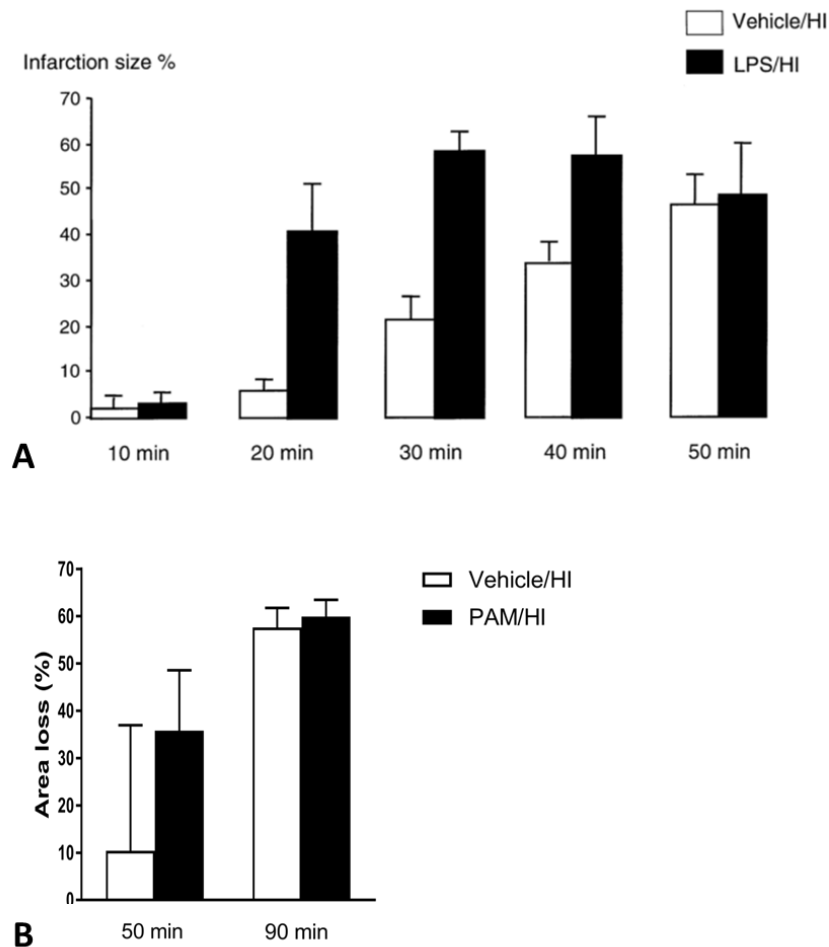 Vehicle/HI
LPS/HI
Infarction size %
70
60
50
40
30
20
10
0
A
10 min 20 min 30 min 40 min 50 min
Vehicle/HI
PAM/HI
Area loss (%)
70
60
50
40
30
20
10
0
B
50 min 90 min